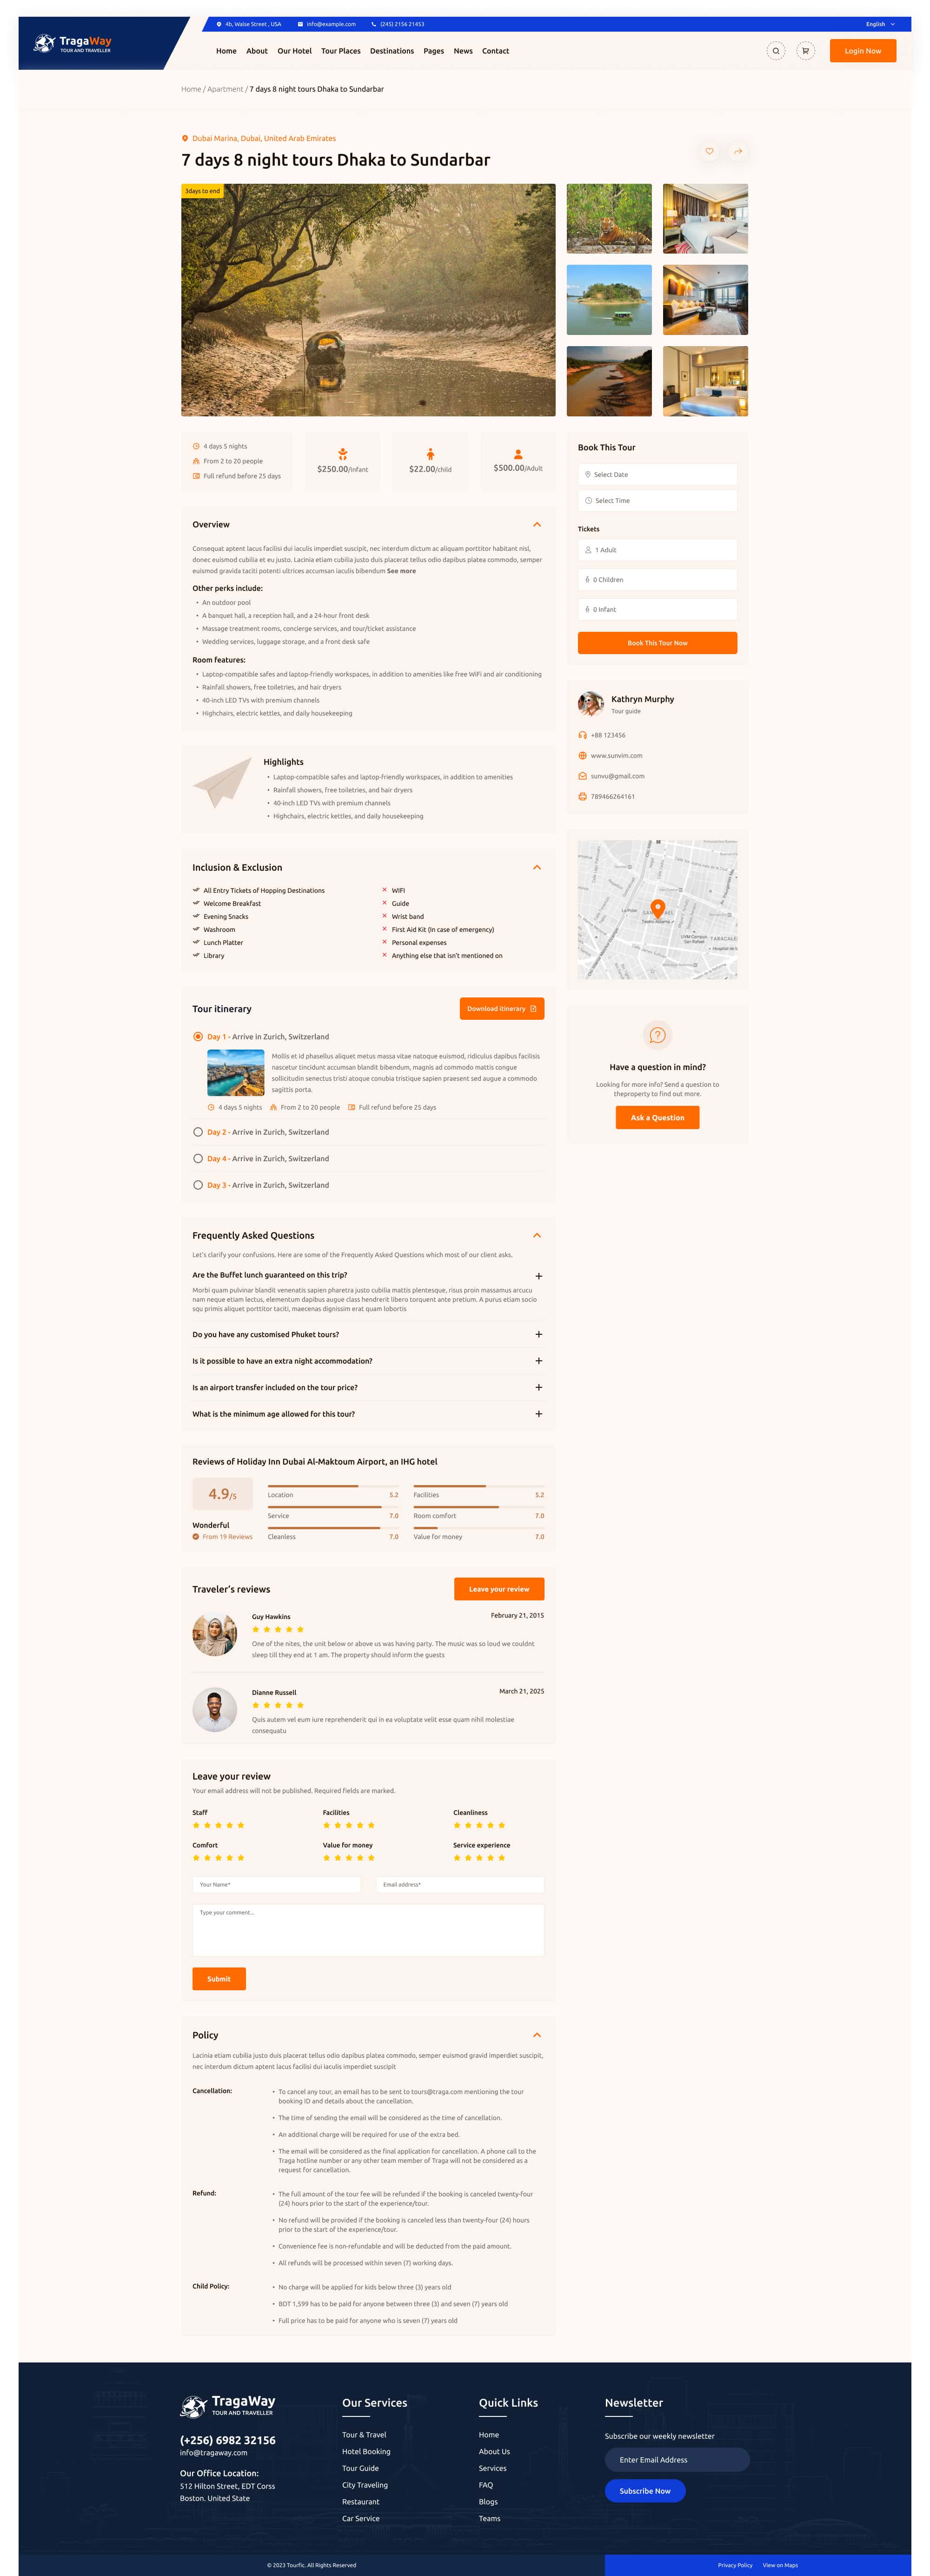 4b, Walse Street , USA
info@example.com
(245) 2156 21453
English
TragaWay
TOUR AND TRAVELLER
Home
About
Our Hotel
Tour Places
Destinations
Pages
News
Contact
Login Now
Home / Apartment / 7 days 8 night tours Dhaka to Sundarbar
Dubai Marina, Dubai, United Arab Emirates
7 days 8 night tours Dhaka to Sundarbar
3days to end
4 days 5 nights
From 2 to 20 people
Full refund before 25 days
$250.00/Infant
$22.00/child
$500.00/Adult
Book This Tour
Select Date
Select Time
Tickets
1 Adult
0 Children
0 Infant
Book This Tour Now
Overview
Consequat aptent lacus facilisi dui iaculis imperdiet suscipit, nec interdum dictum ac aliquam porttitor habitant nisl,
donec euismod cubilia et eu justo. Lacinia etiam cubilia justo duis placerat tellus odio dapibus platea commodo, semper
euismod gravida taciti potenti ultrices accumsan iaculis bibendum See more
Other perks include:
• An outdoor pool
• A banquet hall, a reception hall, and a 24-hour front desk
• Massage treatment rooms, concierge services, and tour/ticket assistance
• Wedding services, luggage storage, and a front desk safe
Room features:
• Laptop-compatible safes and laptop-friendly workspaces, in addition to amenities like free WiFi and air conditioning
• Rainfall showers, free toiletries, and hair dryers
• 40-inch LED TVs with premium channels
• Highchairs, electric kettles, and daily housekeeping
Kathryn Murphy
Tour guide
+88 123456
www.sunvim.com
sunvu@gmail.com
789466264161
Highlights
• Laptop-compatible safes and laptop-friendly workspaces, in addition to amenities
• Rainfall showers, free toiletries, and hair dryers
• 40-inch LED TVs with premium channels
• Highchairs, electric kettles, and daily housekeeping
Inclusion & Exclusion
All Entry Tickets of Hopping Destinations
Welcome Breakfast
Evening Snacks
Washroom
Lunch Platter
Library
WIFI
Guide
Wrist band
First Aid Kit (In case of emergency)
Personal expenses
Anything else that isn't mentioned on
Tour itinerary
Download itinerary
Day 1 - Arrive in Zurich, Switzerland
Mollis et id phasellus aliquet metus massa vitae natoque euismod, ridiculus dapibus facilisis
nascetur tincidunt accumsan blandit bibendum, magnis ad commodo mattis congue
sollicitudin senectus tristi atoque conubia tristique sapien praesent sed augue a commodo
sagittis porta.
4 days 5 nights
From 2 to 20 people
Full refund before 25 days
Day 2 - Arrive in Zurich, Switzerland
Day 4 - Arrive in Zurich, Switzerland
Day 3 - Arrive in Zurich, Switzerland
Have a question in mind?
Looking for more info? Send a question to
theproperty to find out more.
Ask a Question
Frequently Asked Questions
Let's clarify your confusions. Here are some of the Frequently Asked Questions which most of our client asks.
Are the Buffet lunch guaranteed on this trip?
Morbi quam pulvinar blandit venenatis sapien pharetra justo cubilia mattis plentesque, risus proin massamus arcucu
nam neque etiam lectus, elementum dapibus augue class hendrerit libero torquent ante pretium. A purus etiam socio
squ primis aliquet porttitor taciti, maecenas dignissim erat quam lobortis
Do you have any customised Phuket tours?
Is it possible to have an extra night accommodation?
Is an airport transfer included on the tour price?
What is the minimum age allowed for this tour?
Reviews of Holiday Inn Dubai Al-Maktoum Airport, an IHG hotel
4.9/5
Wonderful
From 19 Reviews
Location 5.2
Service 7.0
Cleanless 7.0
Facilities 5.2
Room comfort 7.0
Value for money 7.0
Traveler's reviews
Leave your review
Guy Hawkins
February 21, 2015
One of the nites, the unit below or above us was having party. The music was so loud we couldnt
sleep till they end at 1 am. The property should inform the guests
Dianne Russell
March 21, 2025
Quis autem vel eum iure reprehenderit qui in ea voluptate velit esse quam nihil molestiae
consequatu
Leave your review
Your email address will not be published. Required fields are marked.
Staff
Facilities
Cleanliness
Comfort
Value for money
Service experience
Your Name*
Email address*
Type your comment...
Submit
Policy
Lacinia etiam cubilia justo duis placerat tellus odio dapibus platea commodo, semper euismod gravid imperdiet suscipit,
nec interdum dictum aptent lacus facilisi dui iaculis imperdiet suscipit
Cancellation:
• To cancel any tour, an email has to be sent to tours@traga.com mentioning the tour
booking ID and details about the cancellation.
• The time of sending the email will be considered as the time of cancellation.
• An additional charge will be required for use of the extra bed.
• The email will be considered as the final application for cancellation. A phone call to the
Traga hotline number or any other team member of Traga will not be considered as a
request for cancellation.
Refund:
• The full amount of the tour fee will be refunded if the booking is canceled twenty-four
(24) hours prior to the start of the experience/tour.
• No refund will be provided if the booking is canceled less than twenty-four (24) hours
prior to the start of the experience/tour.
• Convenience fee is non-refundable and will be deducted from the paid amount.
• All refunds will be processed within seven (7) working days.
Child Policy:
• No charge will be applied for kids below three (3) years old
• BDT 1,599 has to be paid for anyone between three (3) and seven (7) years old
• Full price has to be paid for anyone who is seven (7) years old
TragaWay
TOUR AND TRAVELLER
(+256) 6982 32156
info@tragaway.com
Our Office Location:
512 Hilton Street, EDT Corss
Boston. United State
Our Services
Tour & Travel
Hotel Booking
Tour Guide
City Traveling
Restaurant
Car Service
Quick Links
Home
About Us
Services
FAQ
Blogs
Teams
Newsletter
Subscribe our weekly newsletter
Enter Email Address
Subscribe Now
© 2023 Tourfic. All Rights Reserved
Privacy Policy
View on Maps